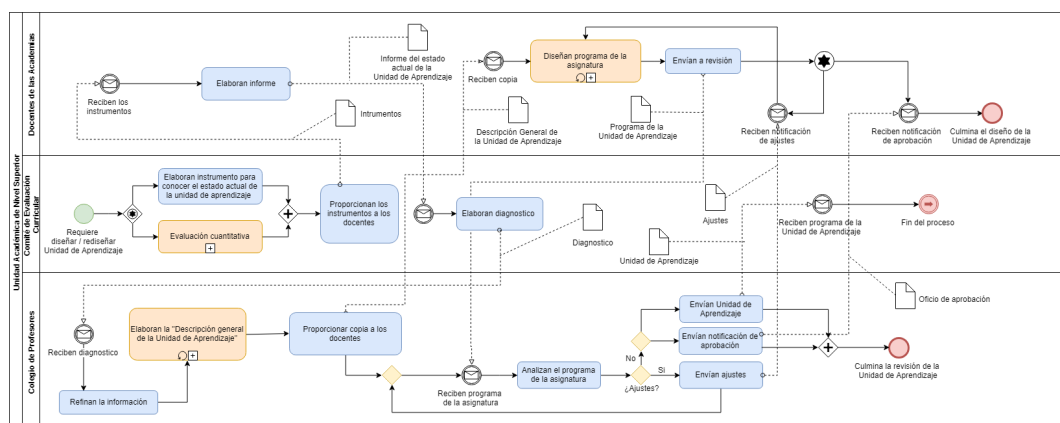 Unidad Académica de Nivel Superior
Docentes de las Academias
Reciben los
instrumentos
Elaboran informe
Informe del estado
actual de la
Unidad de Aprendizaje
Intrumentos
Reciben copia
Descripción General de
la Unidad de Aprendizaje
Diseñan programa de la
asignatura
Envían a revisión
Programa de la
Unidad de Aprendizaje
Reciben notificación
de ajustes
Reciben notificación
de aprobación
Culmina el diseño de la
Unidad de Aprendizaje
Comité de Evaluación
Curricular
Requiere
diseñar / rediseñar
Unidad de Aprendizaje
Elaboran instrumento para
conocer el estado actual de
la unidad de aprendizaje
Evaluación cuantitativa
Proporcionan los
instrumentos a los
docentes
Elaboran diagnostico
Diagnostico
Ajustes
Unidad de Aprendizaje
Reciben programa de la
Unidad de Aprendizaje
Fin del proceso
Oficio de aprobación
Colegio de Profesores
Reciben diagnostico
Refinan la información
Elaboran la "Descripción general
de la Unidad de Aprendizaje"
Proporcionar copia a los
docentes
Reciben programa
de la asignatura
Analizan el programa
de la asignatura
¿Ajustes?
No
Si
Envían Unidad de
Aprendizaje
Envían notificación de
aprobación
Envían ajustes
Culmina la revisión de la
Unidad de Aprendizaje